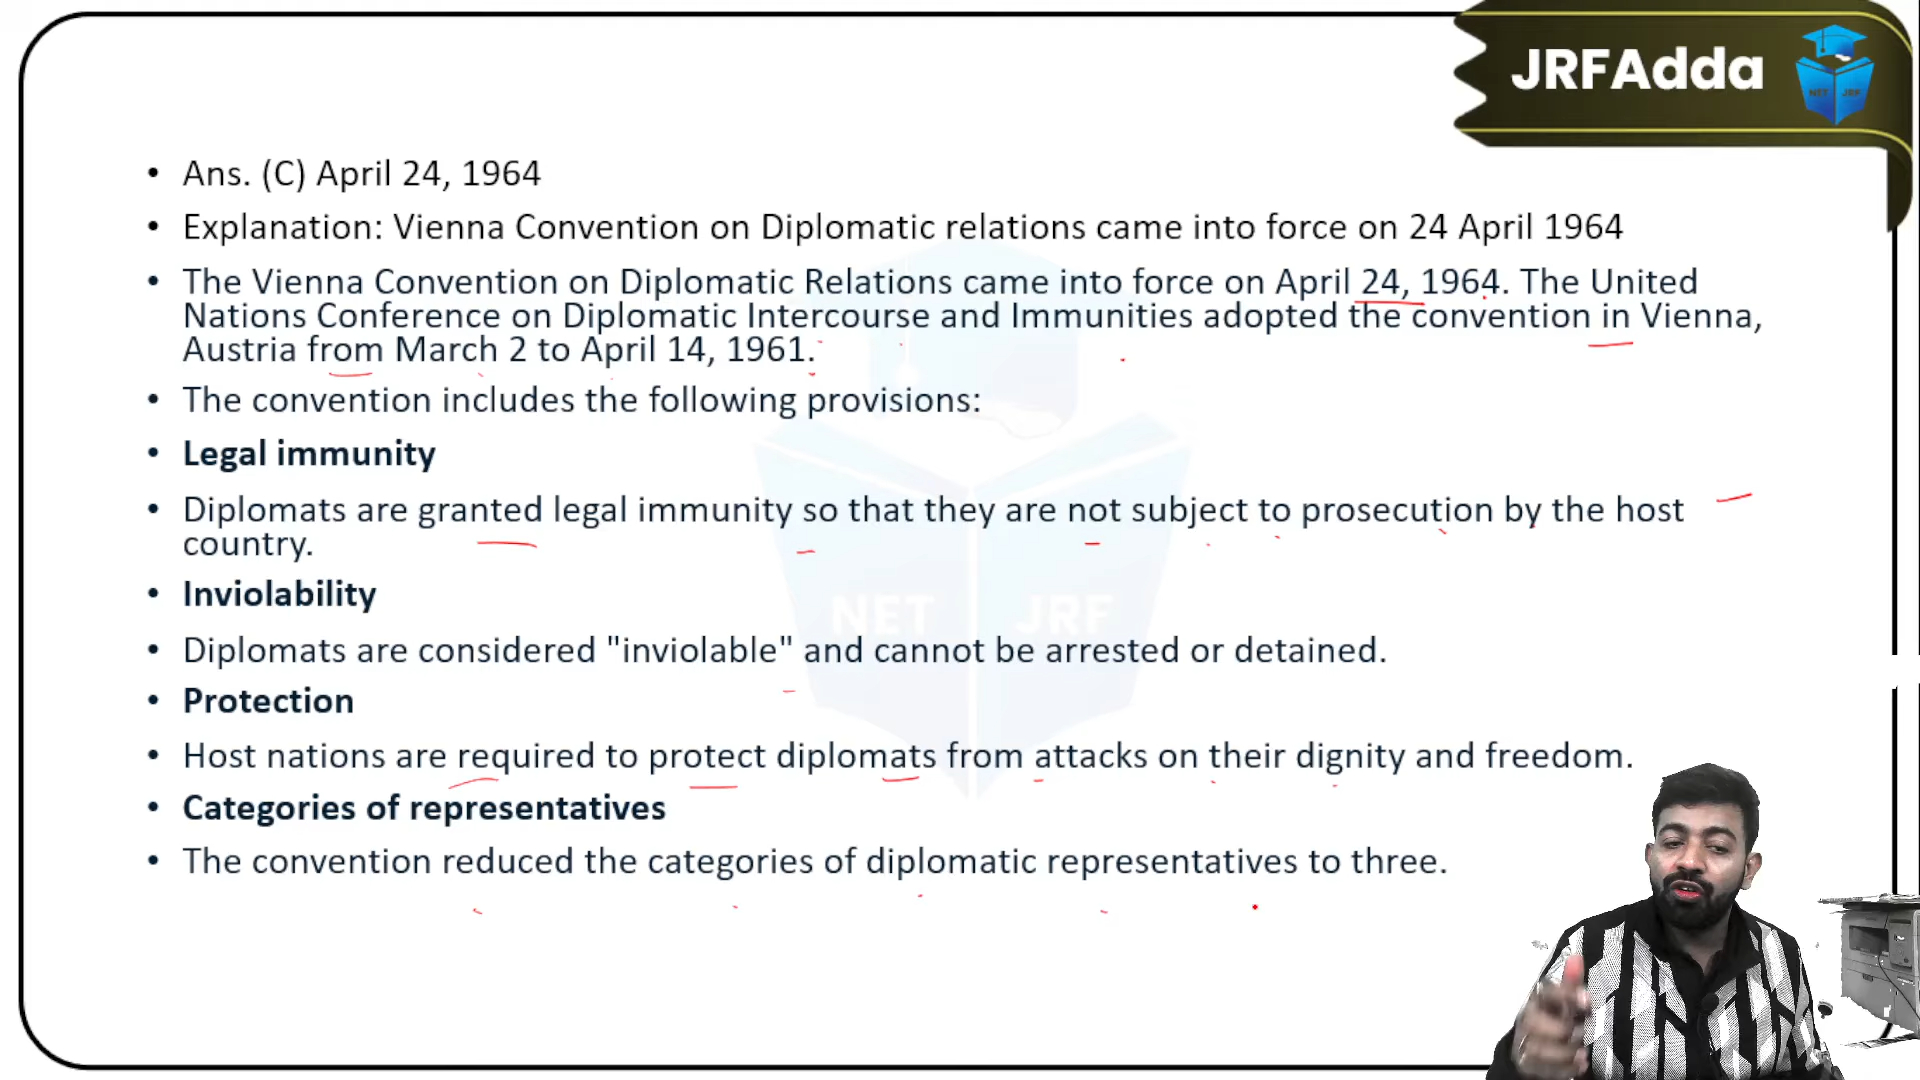 JRFAdda
NET JRF
• Ans. (C) April 24, 1964
• Explanation: Vienna Convention on Diplomatic relations came into force on 24 April 1964
• The Vienna Convention on Diplomatic Relations came into force on April 24, 1964. The United
Nations Conference on Diplomatic Intercourse and Immunities adopted the convention in Vienna,
Austria from March 2 to April 14, 1961.
• The convention includes the following provisions:
• Legal immunity
• Diplomats are granted legal immunity so that they are not subject to prosecution by the host
country.
• Inviolability
• Diplomats are considered "inviolable" and cannot be arrested or detained.
• Protection
• Host nations are required to protect diplomats from attacks on their dignity and freedom.
• Categories of representatives
• The convention reduced the categories of diplomatic representatives to three.
NET JRF